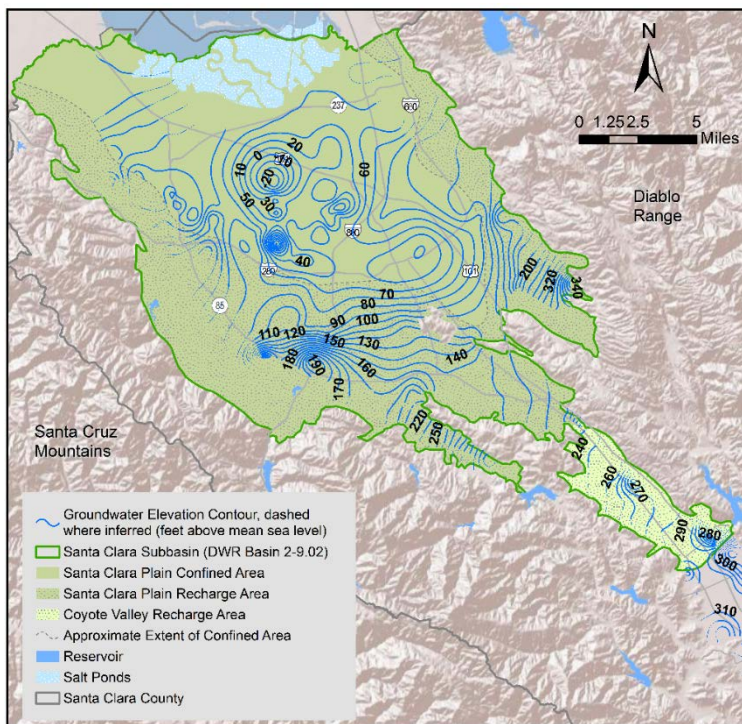 N
0 1.25 2.5 5
Miles
237
680
20
0
10
10
-20
60
50
30
Diablo
Range
880
200
320
340
40
280
101
70
80
85
90
100
110
120
150
130
140
180
190
160
170
220
250
Santa Cruz
Mountains
240
260
270
290
280
300
310
Groundwater Elevation Contour, dashed
where inferred (feet above mean sea level)
Santa Clara Subbasin (DWR Basin 2-9.02)
Santa Clara Plain Confined Area
Santa Clara Plain Recharge Area
Coyote Valley Recharge Area
Approximate Extent of Confined Area
Reservoir
Salt Ponds
Santa Clara County